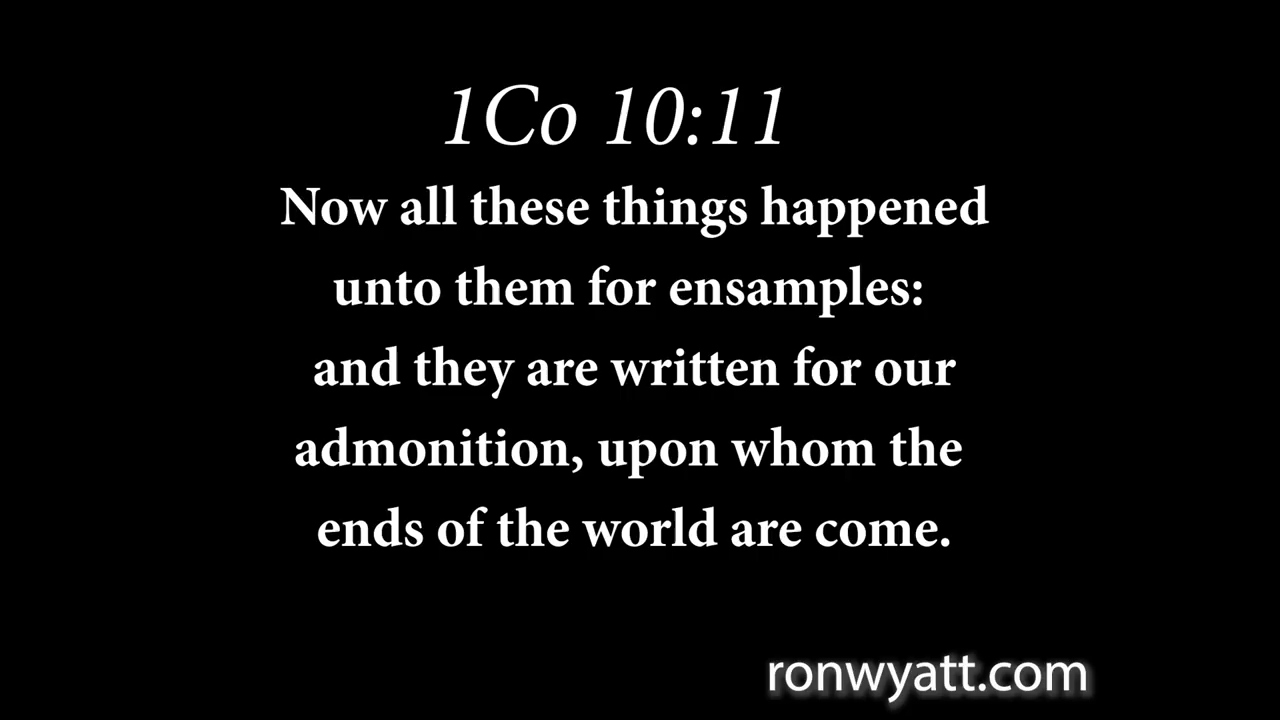 1Co 10:11
Now all these things happened
unto them for ensamples:
and they are written for our
admonition, upon whom the
ends of the world are come.
ronwyatt.com